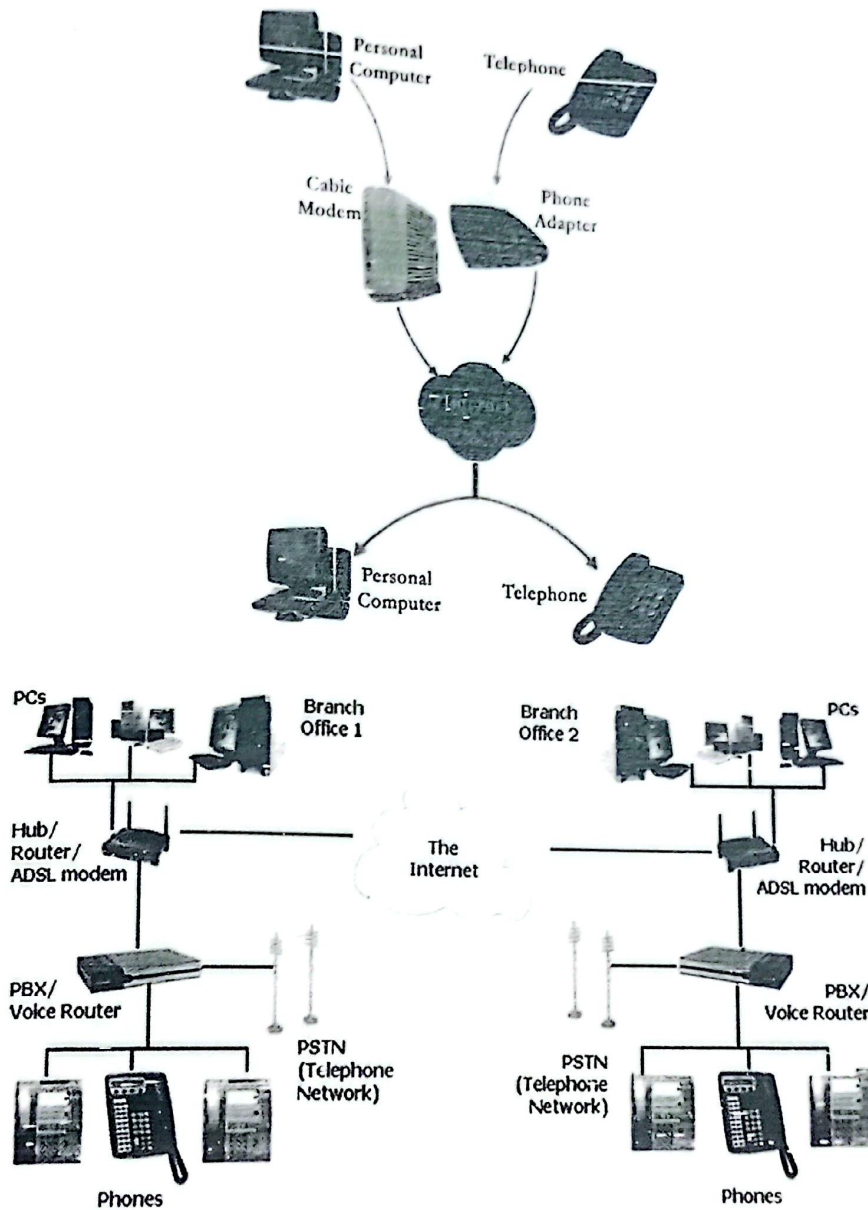 Personal
Computer
Telephone
Cable
Modem
Phone
Adapter
Personal
Computer
Telephone
PCs
Branch
Office 1
Branch
Office 2
PCs
Hub/
Router/
ADSL modem
The
Internet
Hub/
Router/
ADSL modem
PBX/
Voice Router
PSTN
(Telephone
Network)
PSTN
(Telephone
Network)
PBX/
Voice Router
Phones
Phones